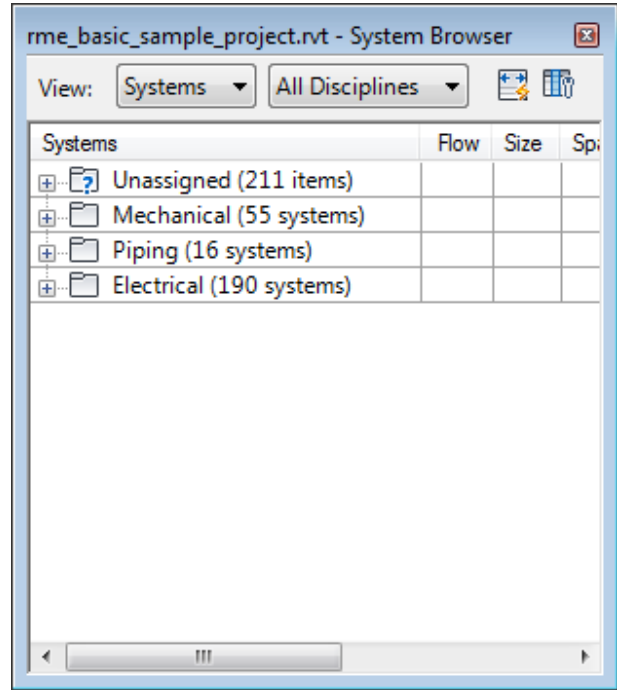 rme_basic_sample_project.rvt - System Browser
View: Systems All Disciplines
Systems Flow Size
Unassigned (211 items)
Mechanical (55 systems)
Piping (16 systems)
Electrical (190 systems)